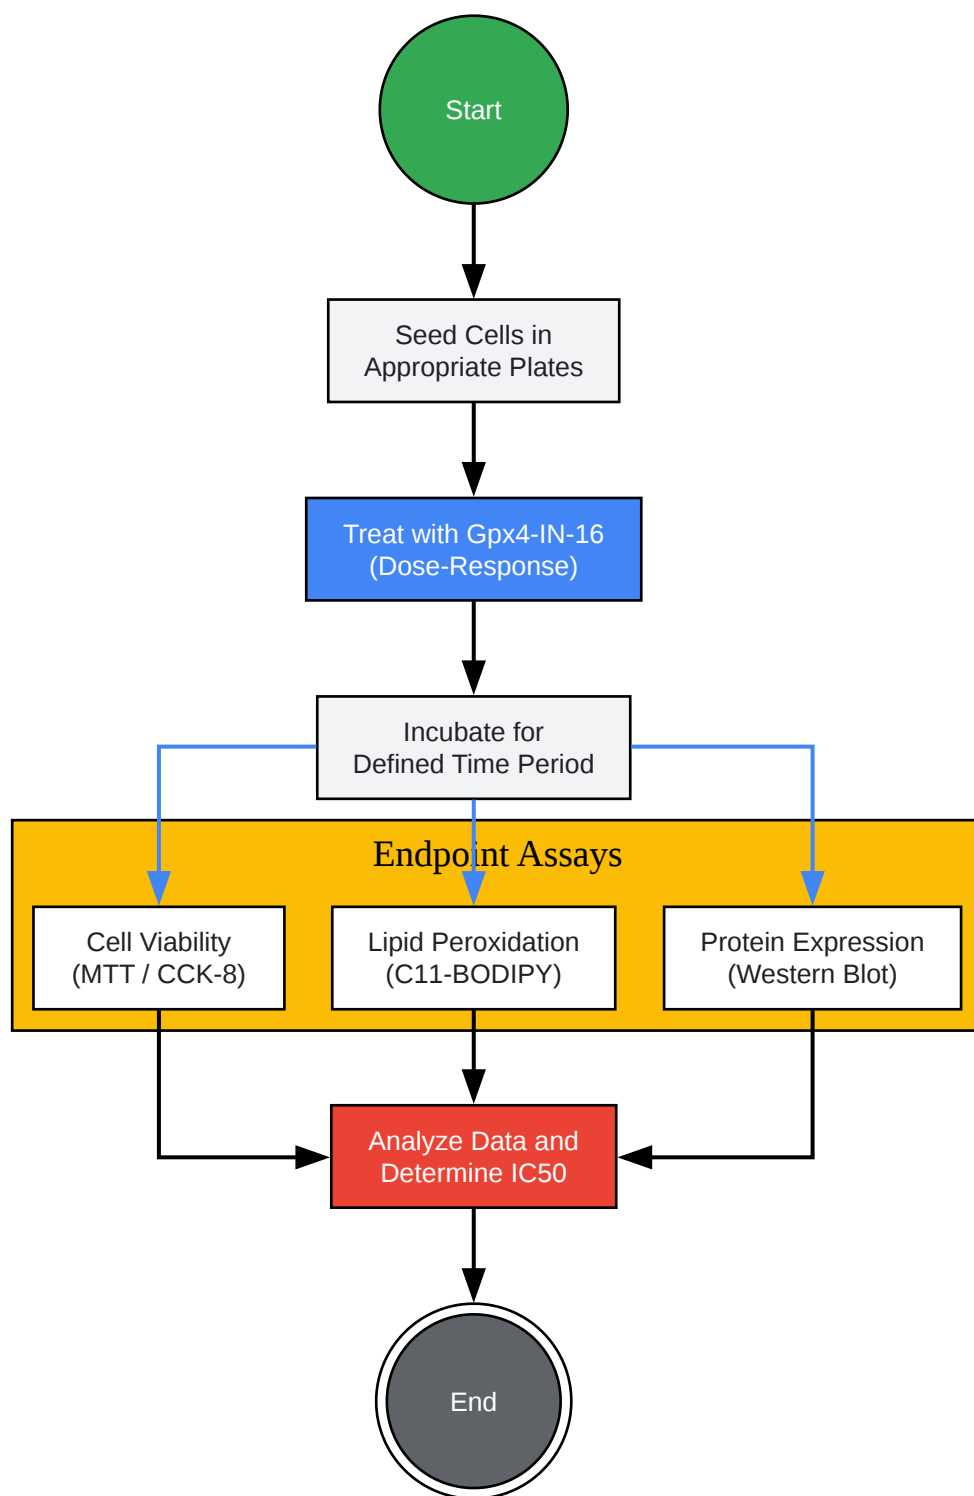 Start
Seed Cells in
Appropriate Plates
Treat with Gpx4-IN-16
(Dose-Response)
Incubate for
Defined Time Period
Endpoint Assays
Cell Viability
(MTT / CCK-8)
Lipid Peroxidation
(C11-BODIPY)
Protein Expression
(Western Blot)
Analyze Data and
Determine IC50
End